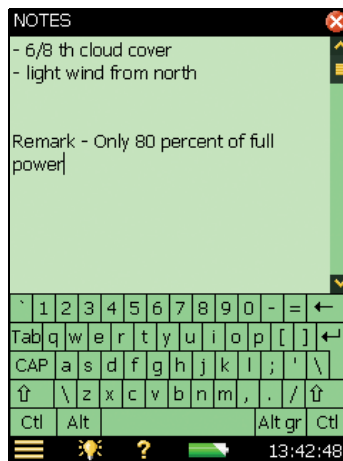 NOTES
- 6/8 th cloud cover
- light wind from north
Remark - Only 80 percent of full
power
` 1 2 3 4 5 6 7 8 9 0 - = ←
Tab q w e r t y u i o p [ ] ↵
CAP a s d f g h j k l ; ' \
⇧ \ z x c v b n m , . / ⇧
Ctl Alt Alt gr Ctl
? 13:42:48